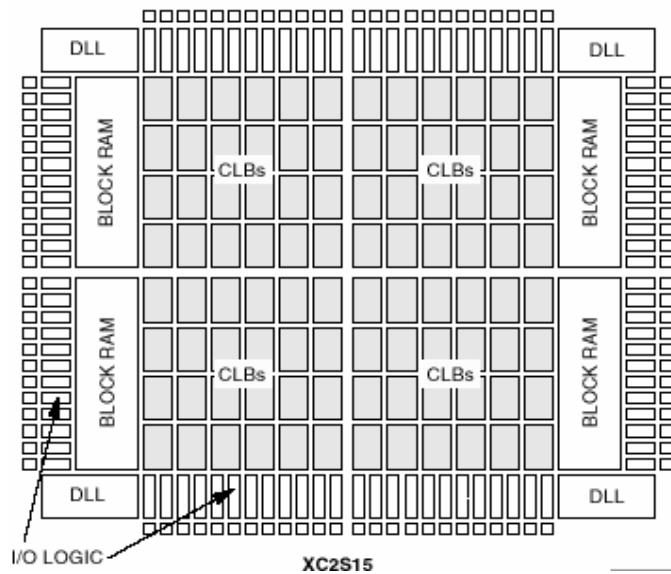 DLL
DLL
BLOCK RAM
CLBs
CLBs
BLOCK RAM
BLOCK RAM
CLBs
CLBs
BLOCK RAM
DLL
DLL
I/O LOGIC
XC2S15